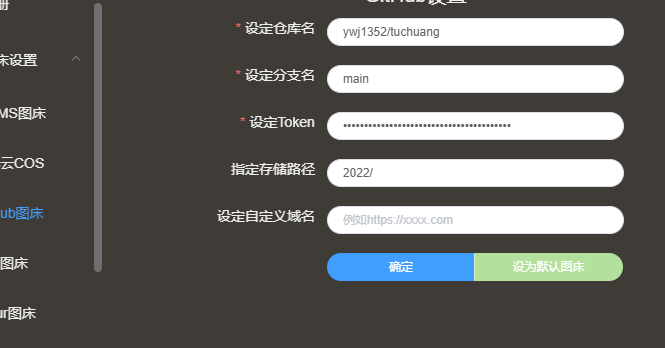 GitHub设置
册
* 设定仓库名 ywj1352/tuchuang
床设置
* 设定分支名 main
MS图床
* 设定Token ••••••••••••••••••••••••••••••••••••••••
云COS
指定存储路径 2022/
ub图床
设定自定义域名 例如https://xxxx.com
图床
确定 设为默认图床
ur图床